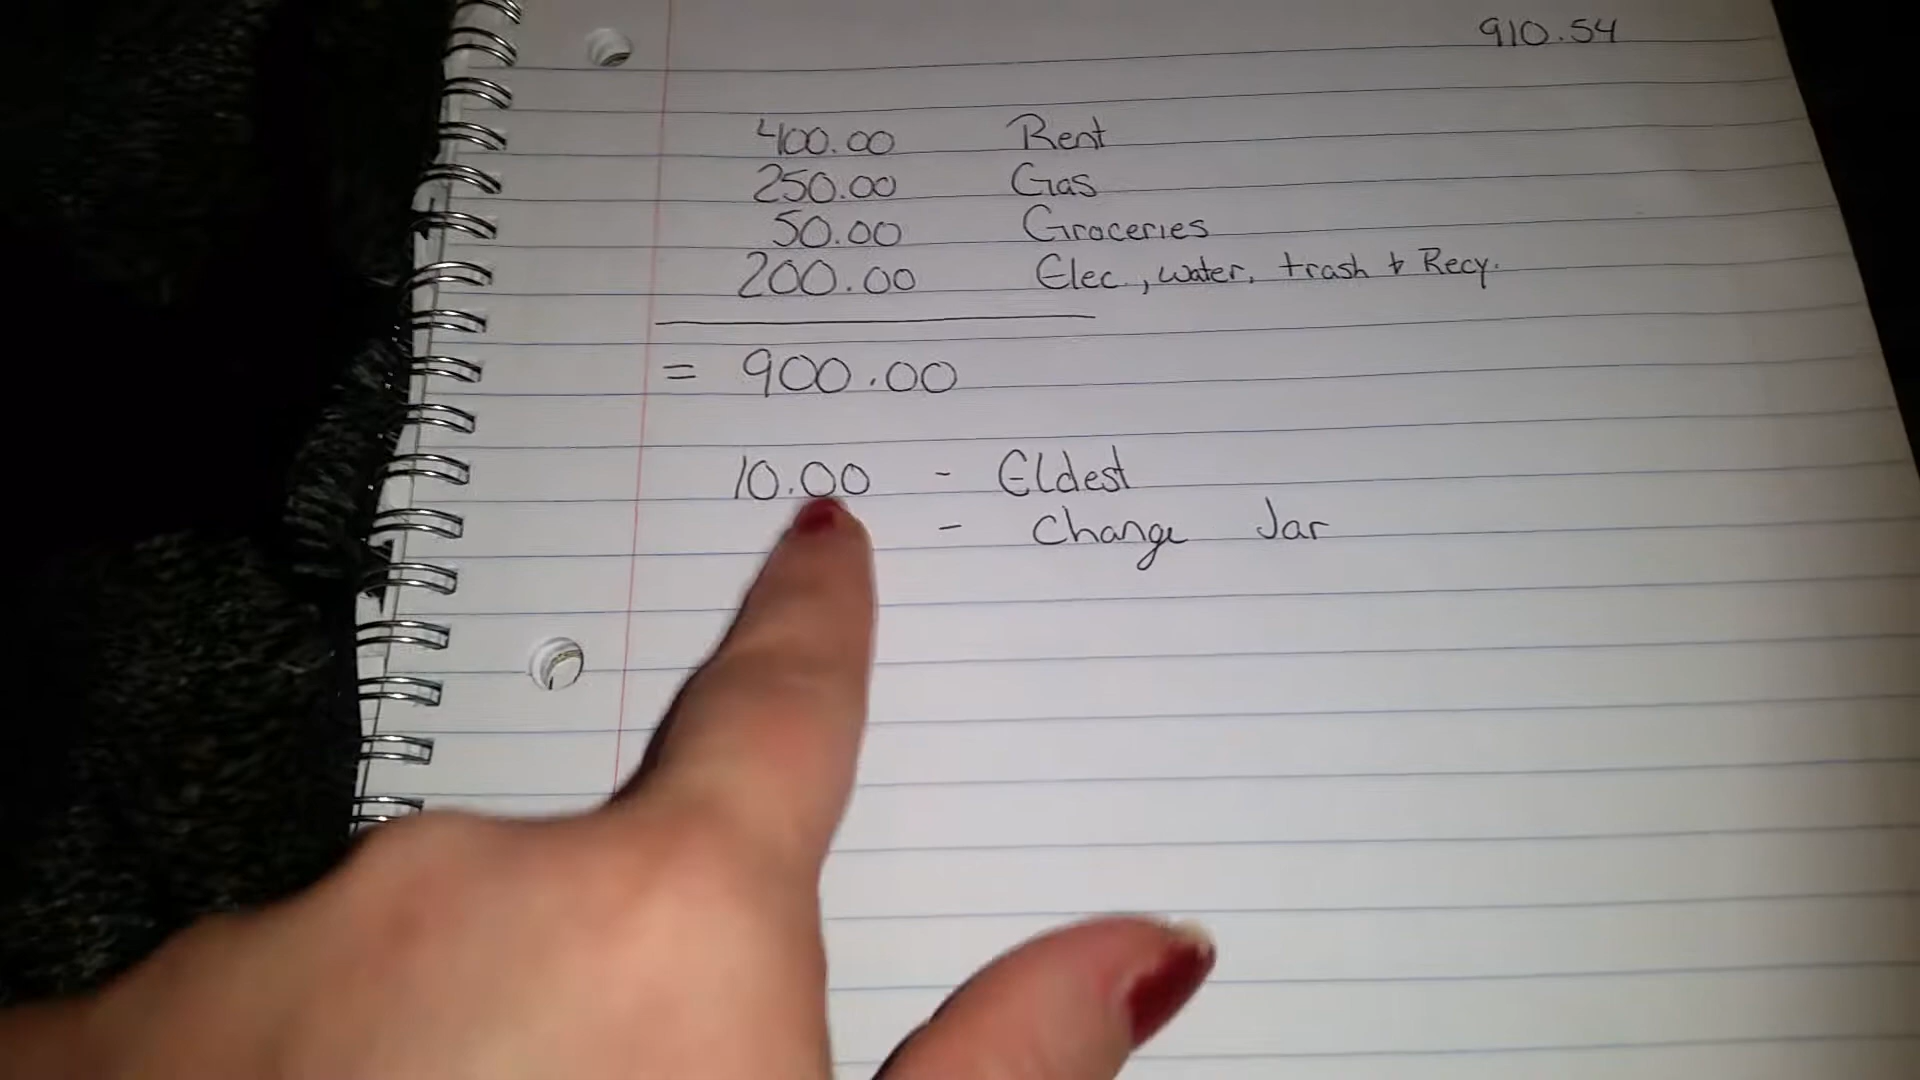 910.54
400.00 Rent
250.00 Gas
50.00 Groceries
200.00 Elec., water, trash & Recy.
= 900.00
10.00 - Eldest
- Change Jar